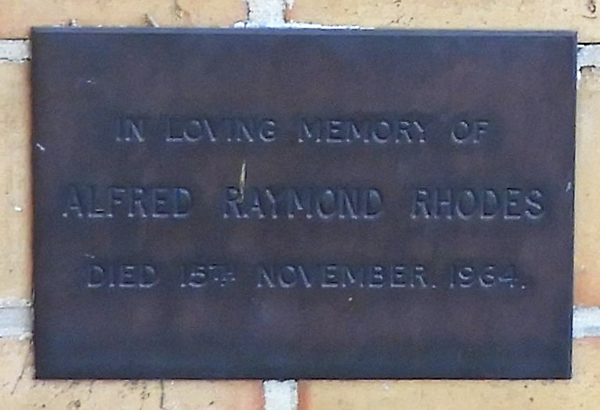 IN LOVING MEMORY OF
ALFRED RAYMOND RHODES
DIED 15TH NOVEMBER. 1964.